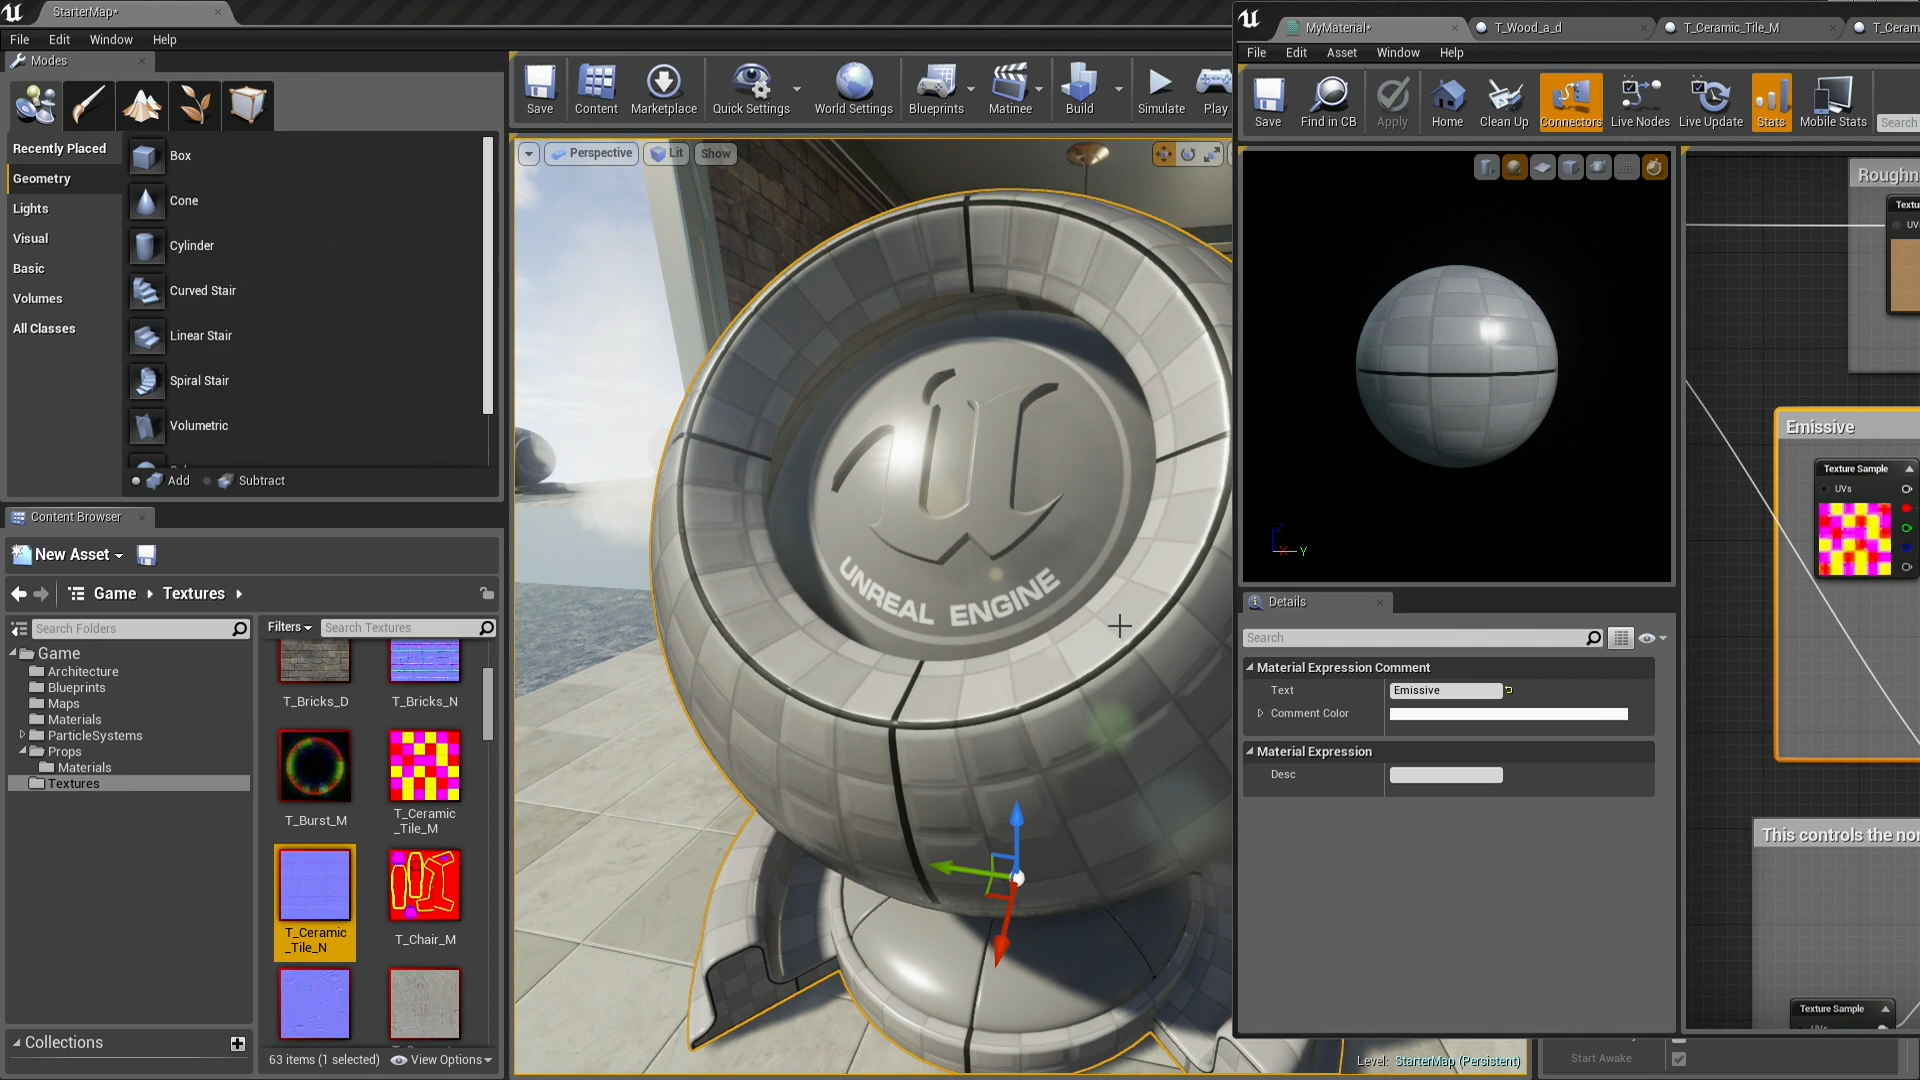 StarterMap*
File Edit Window Help
Modes
Recently Placed
Geometry
Lights
Visual
Basic
Volumes
All Classes
Box
Cone
Cylinder
Curved Stair
Linear Stair
Spiral Stair
Volumetric
Add Subtract
Content Browser
New Asset
Game Textures
Search Folders
Game
Architecture
Blueprints
Maps
Materials
ParticleSystems
Props
Materials
Textures
Collections
Filters
Search Textures
T_Bricks_D
T_Bricks_N
T_Burst_M
T_Ceramic
_Tile_M
T_Ceramic
_Tile_N
T_Chair_M
63 items (1 selected) View Options
Save Content Marketplace Quick Settings World Settings Blueprints Matinee Build Simulate Play
Perspective Lit Show
UNREAL ENGINE
Level: StarterMap (Persistent)
MyMaterial* T_Wood_a_d T_Ceramic_Tile_M T_Ceram
File Edit Asset Window Help
Save Find in CB Apply Home Clean Up Connectors Live Nodes Live Update Stats Mobile Stats Search
Z
X Y
Details
Search
Material Expression Comment
Text Emissive
Comment Color
Material Expression
Desc
Roughn
Textu
UV
Emissive
Texture Sample
UVs
This controls the no
Texture Sample
UVs
Start Awake